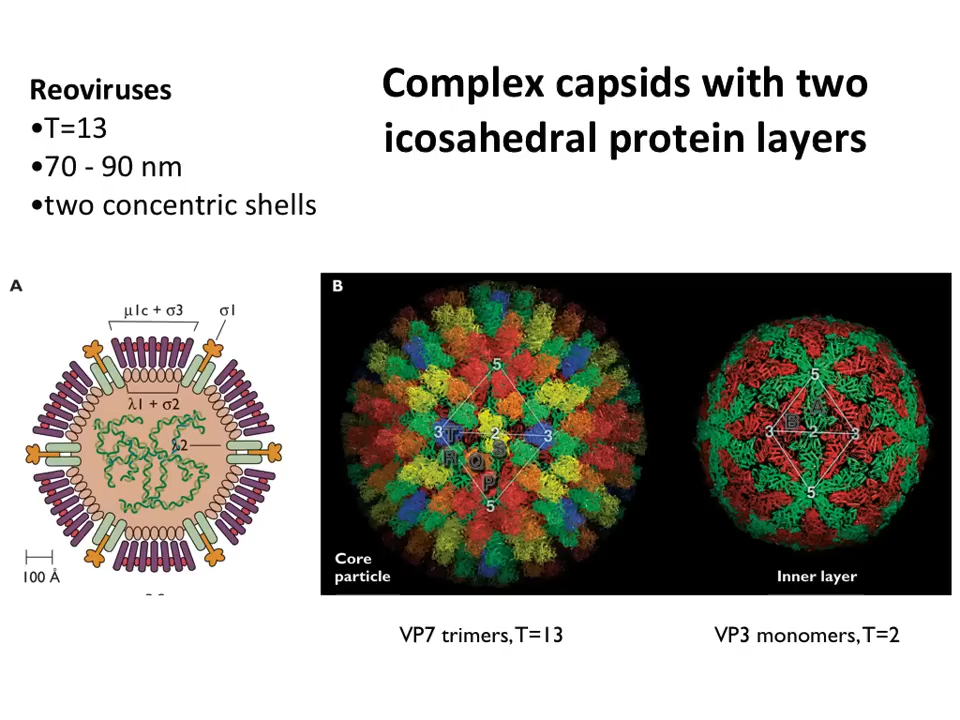 Complex capsids with two
icosahedral protein layers
Reoviruses
•T=13
•70 - 90 nm
•two concentric shells
A
μ1c + σ3
σ1
λ1 + σ2
λ2
100 Å
B
5
3
T
2
3
R
Q
S
P
5
Core
particle
5
A
B
3
2
3
5
Inner layer
VP7 trimers, T=13
VP3 monomers, T=2